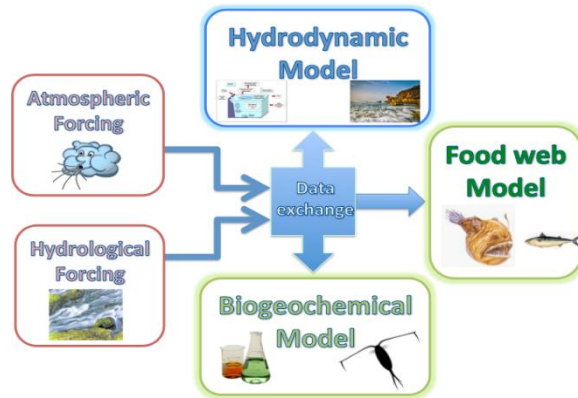 Hydrodynamic
Model
Atmospheric
Forcing
Food web
Model
Data
exchange
Hydrological
Forcing
Biogeochemical
Model